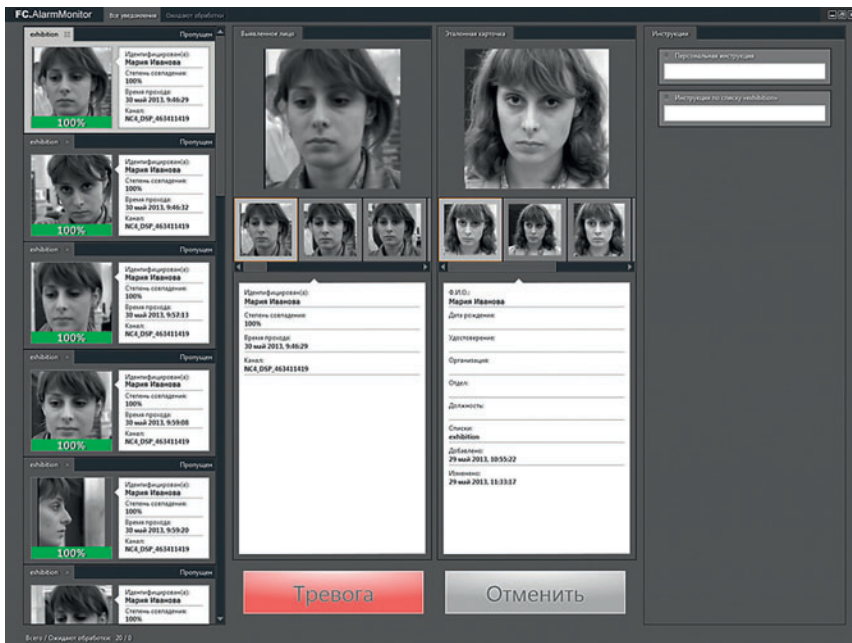 FC.AlarmMonitor
Все уведомления
Ожидают обработки
exhibition
Пропущен
100%
Идентифицирован(а):
Мария Иванова
Степень совпадения:
100%
Время прохода:
30 май 2013, 9:46:29
Канал:
NC4_DSP_463411419
exhibition
Пропущен
100%
Идентифицирован(а):
Мария Иванова
Степень совпадения:
100%
Время прохода:
30 май 2013, 9:46:32
Канал:
NC4_DSP_463411419
exhibition
Пропущен
100%
Идентифицирован(а):
Мария Иванова
Степень совпадения:
100%
Время прохода:
30 май 2013, 9:52:13
Канал:
NC4_DSP_463411419
exhibition
Пропущен
100%
Идентифицирован(а):
Мария Иванова
Степень совпадения:
100%
Время прохода:
30 май 2013, 9:59:08
Канал:
NC4_DSP_463411419
exhibition
Пропущен
100%
Идентифицирован(а):
Мария Иванова
Степень совпадения:
100%
Время прохода:
30 май 2013, 9:59:20
Канал:
NC4_DSP_463411419
exhibition
Пропущен
Идентифицирован(а):
Мария Иванова
Степень совпадения:
100%
Время прохода:
Выявленное лицо
Идентифицирован(а):
Мария Иванова
Степень совпадения:
100%
Время прохода:
30 май 2013, 9:46:29
Канал:
NC4_DSP_463411419
Тревога
Эталонная карточка
Ф.И.О.:
Мария Иванова
Дата рождения:
Удостоверение:
Организация:
Отдел:
Должность:
Списки:
exhibition
Добавлено:
29 май 2013, 10:55:22
Изменено:
29 май 2013, 11:33:17
Отменить
Инструкции
Персональная инструкция
Инструкция по списку «exhibition»
Всего / Ожидают обработки: 20 / 0